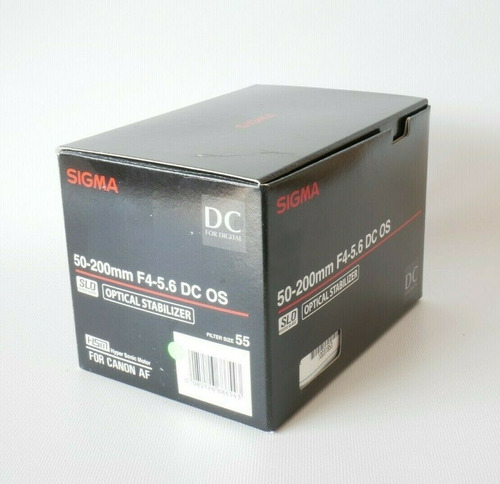 SIGMA
SIGMA
DC
FOR DIGITAL
50-200mm F4-5.6 DC OS
SLD
OPTICAL STABILIZER
HSM
Hyper Sonic Motor
FOR CANON AF
FILTER SIZE 55
SIGMA
50-200mm F4-5.6 DC OS
SLD
OPTICAL STABILIZER
DC